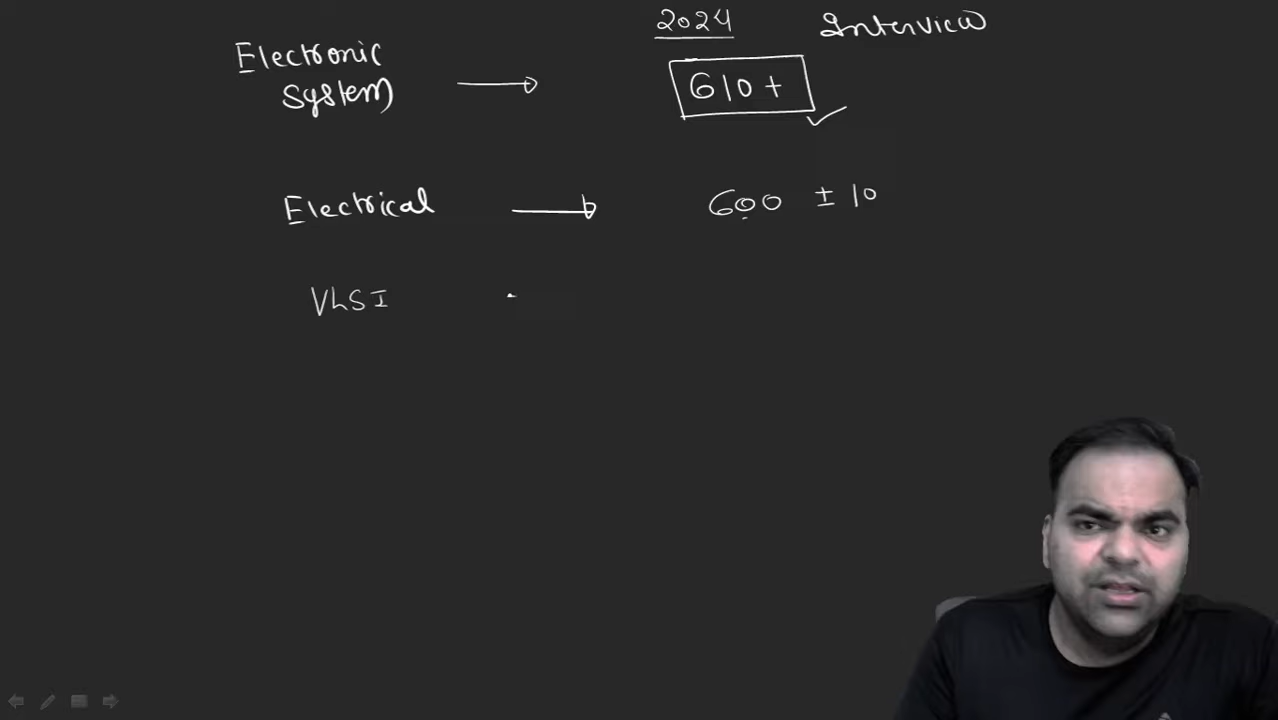 2024 Interview
Electronic
System → 610 + ✓
Electrical → 600 ± 10
VLSI